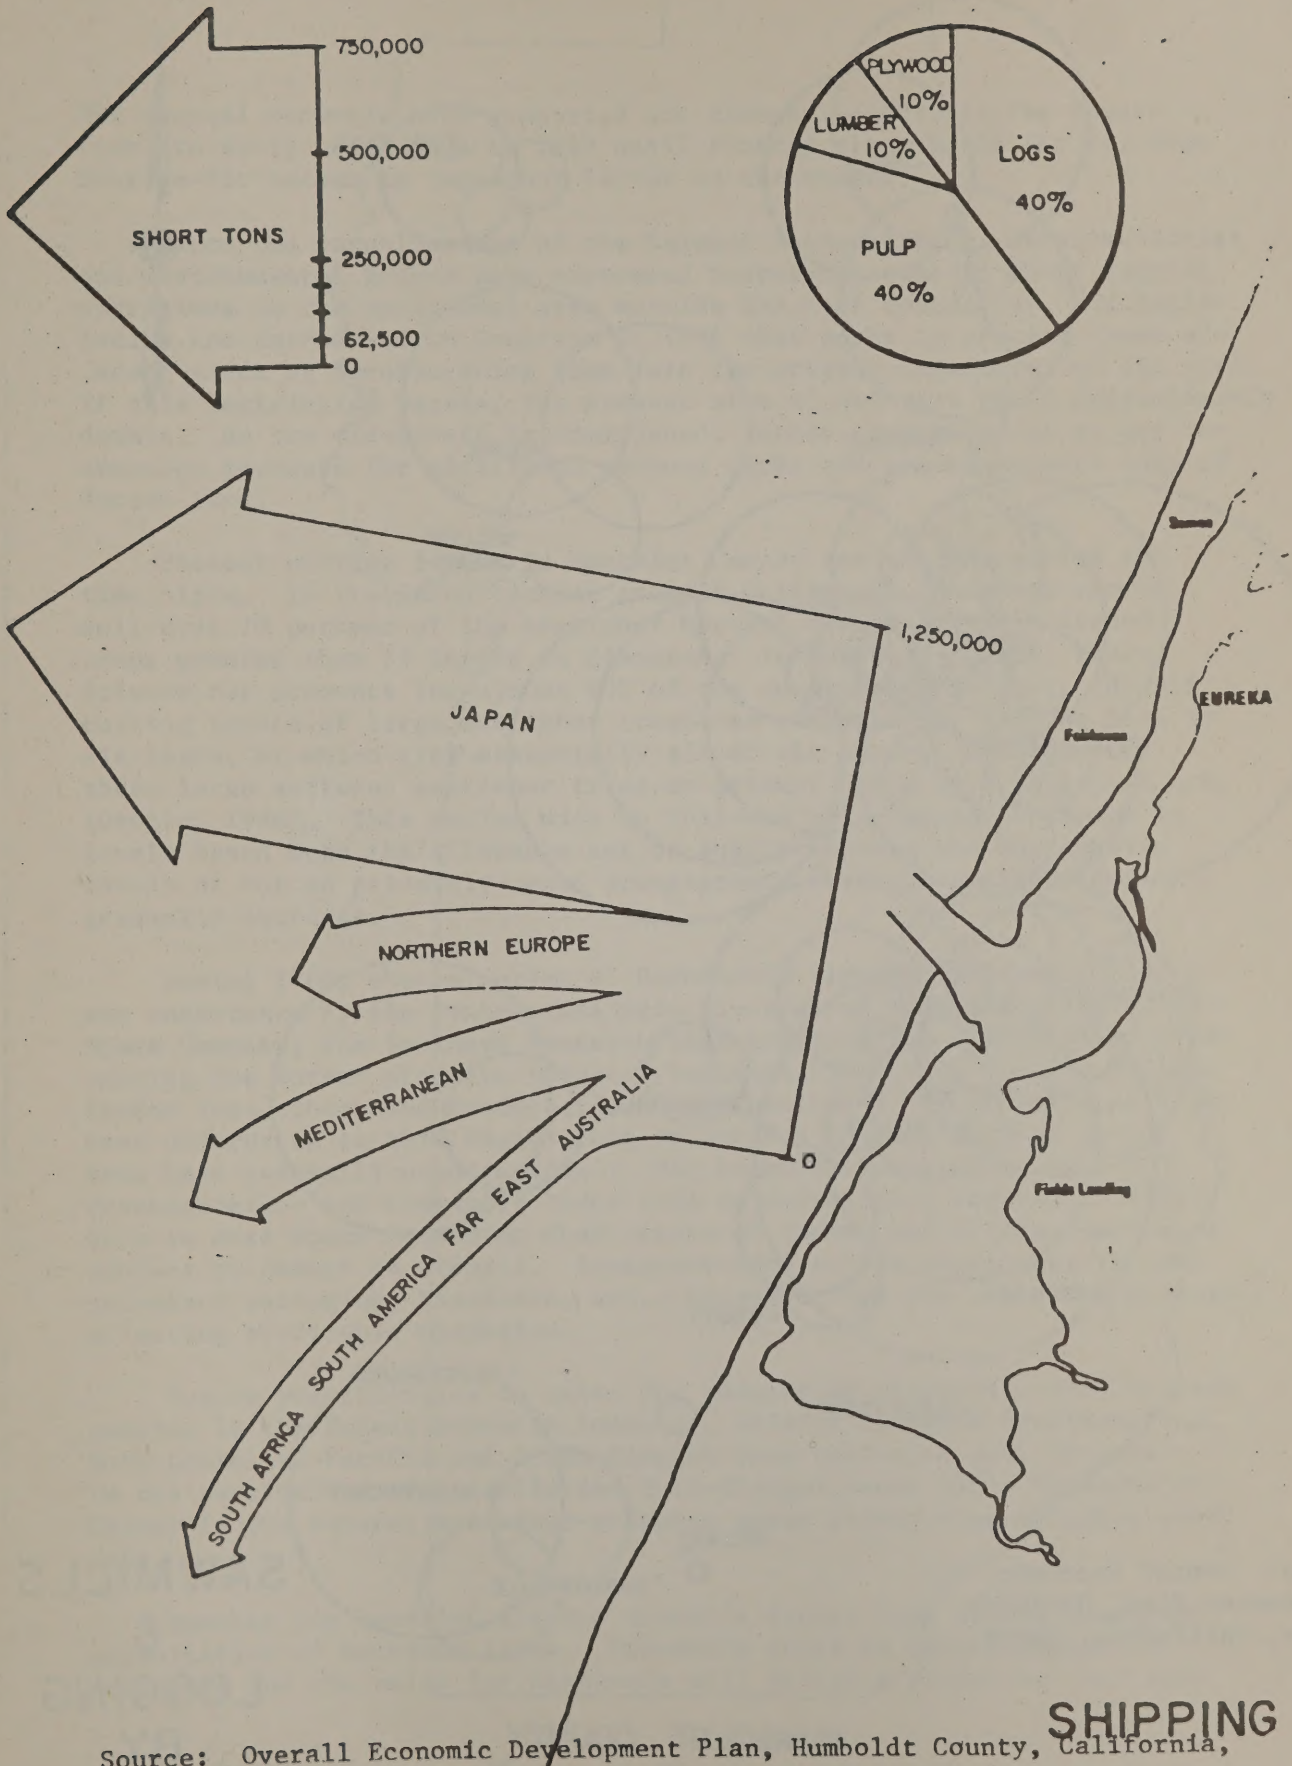 750,000
500,000
SHORT TONS
250,000
62,500
0
PLYWOOD
10%
LUMBER
10%
LOGS
40%
PULP
40%
Samoa
1,250,000
JAPAN
EUREKA
Fairhaven
NORTHERN EUROPE
MEDITERRANEAN
SOUTH AFRICA SOUTH AMERICA FAR EAST AUSTRALIA
0
Fields Landing
SHIPPING
Source: Overall Economic Development Plan, Humboldt County, California,